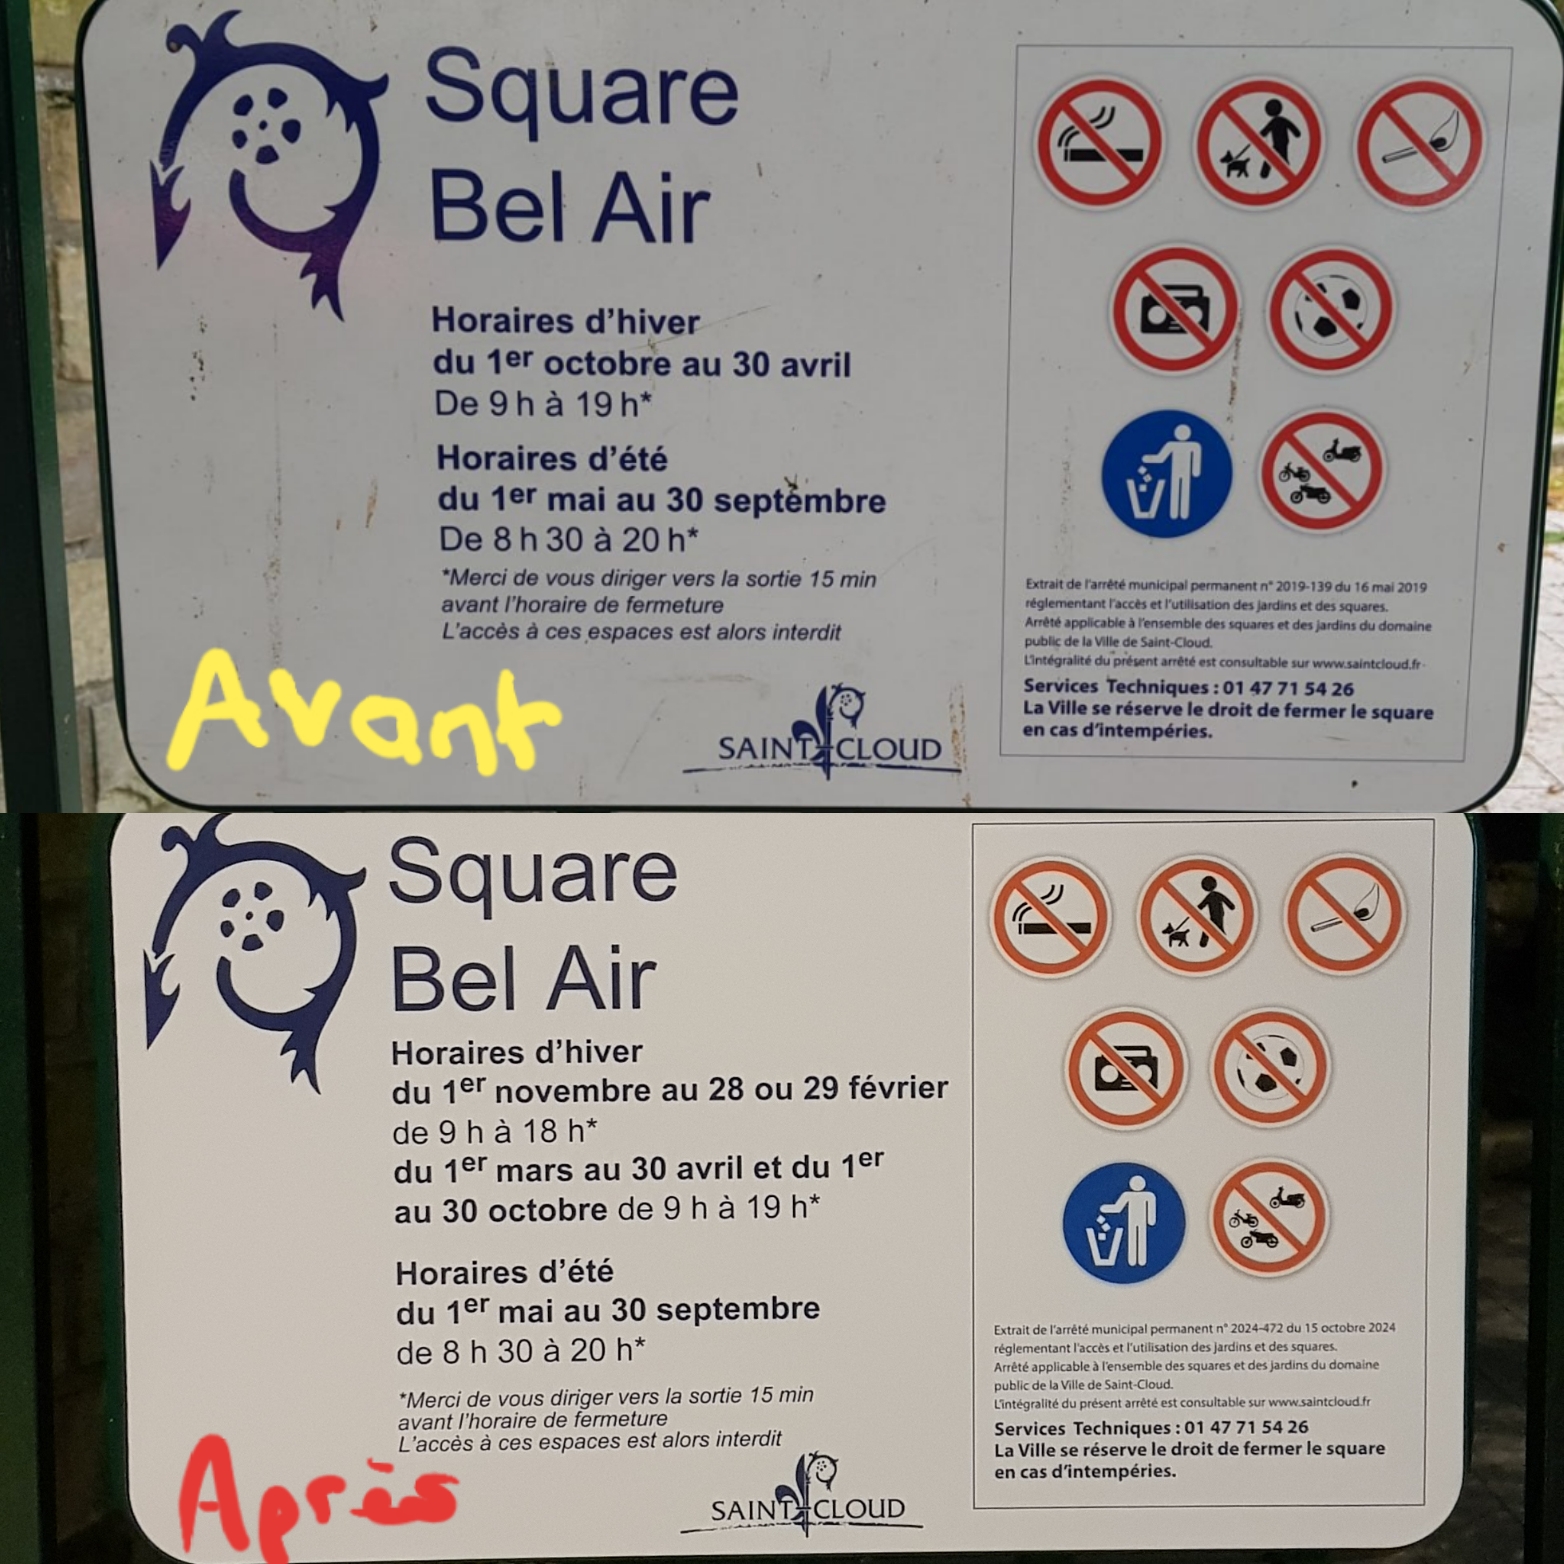 Square
Bel Air
Horaires d'hiver
du 1er octobre au 30 avril
De 9 h à 19 h*
Horaires d'été
du 1er mai au 30 septembre
De 8 h 30 à 20 h*
*Merci de vous diriger vers la sortie 15 min
avant l'horaire de fermeture
L'accès à ces espaces est alors interdit
Avant
SAINT CLOUD
Extrait de l'arrêté municipal permanent n° 2019-139 du 16 mai 2019
réglementant l'accès et l'utilisation des jardins et des squares.
Arrêté applicable à l'ensemble des squares et des jardins du domaine
public de la Ville de Saint-Cloud.
L'intégralité du présent arrêté est consultable sur www.saintcloud.fr
Services Techniques : 01 47 71 54 26
La Ville se réserve le droit de fermer le square
en cas d'intempéries.
Square
Bel Air
Horaires d'hiver
du 1er novembre au 28 ou 29 février
de 9 h à 18 h*
du 1er mars au 30 avril et du 1er
au 30 octobre de 9 h à 19 h*
Horaires d'été
du 1er mai au 30 septembre
de 8 h 30 à 20 h*
*Merci de vous diriger vers la sortie 15 min
avant l'horaire de fermeture
L'accès à ces espaces est alors interdit
Après
SAINT CLOUD
Extrait de l'arrêté municipal permanent n° 2024-472 du 15 octobre 2024
réglementant l'accès et l'utilisation des jardins et des squares.
Arrêté applicable à l'ensemble des squares et des jardins du domaine
public de la Ville de Saint-Cloud.
L'intégralité du présent arrêté est consultable sur www.saintcloud.fr
Services Techniques : 01 47 71 54 26
La Ville se réserve le droit de fermer le square
en cas d'intempéries.